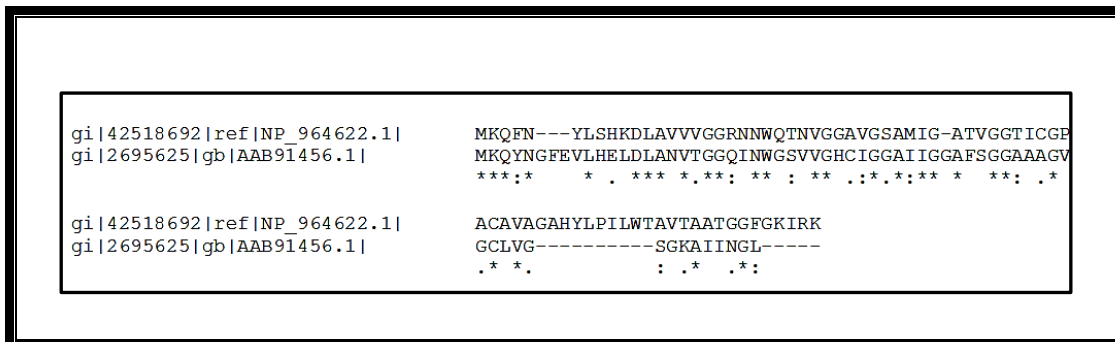 gi|42518692|ref|NP_964622.1| MKQFN---YLSHKDLAVVVGGRNNWQTNVGGAVGSAMIG-ATVGGTICGP
gi|2695625|gb|AAB91456.1| MKQYNGFEVLHELDLANVTGGQINWGSVVGHCIGGAIIGGAFSGGAAAGV
***:*   * . *** *.**: ** : ** .:*.*:** *  **: .*
gi|42518692|ref|NP_964622.1| ACAVAGAHYLPILWTAVTAATGGFGKIRK
gi|2695625|gb|AAB91456.1| GCLVG----------SGKAIINGL-----
.* *.          : .*  .*: